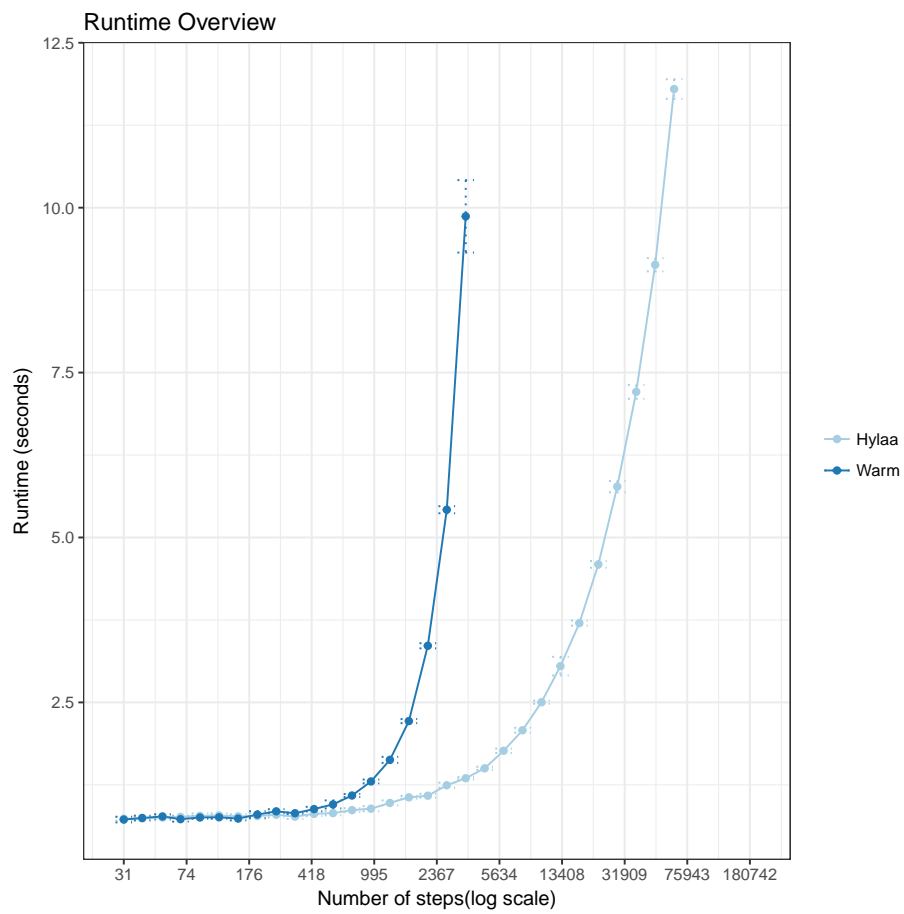 Runtime Overview
12.5
10.0
7.5
5.0
2.5
Runtime (seconds)
31 74 176 418 995 2367 5634 13408 31909 75943 180742
Number of steps(log scale)
Hylaa
Warm